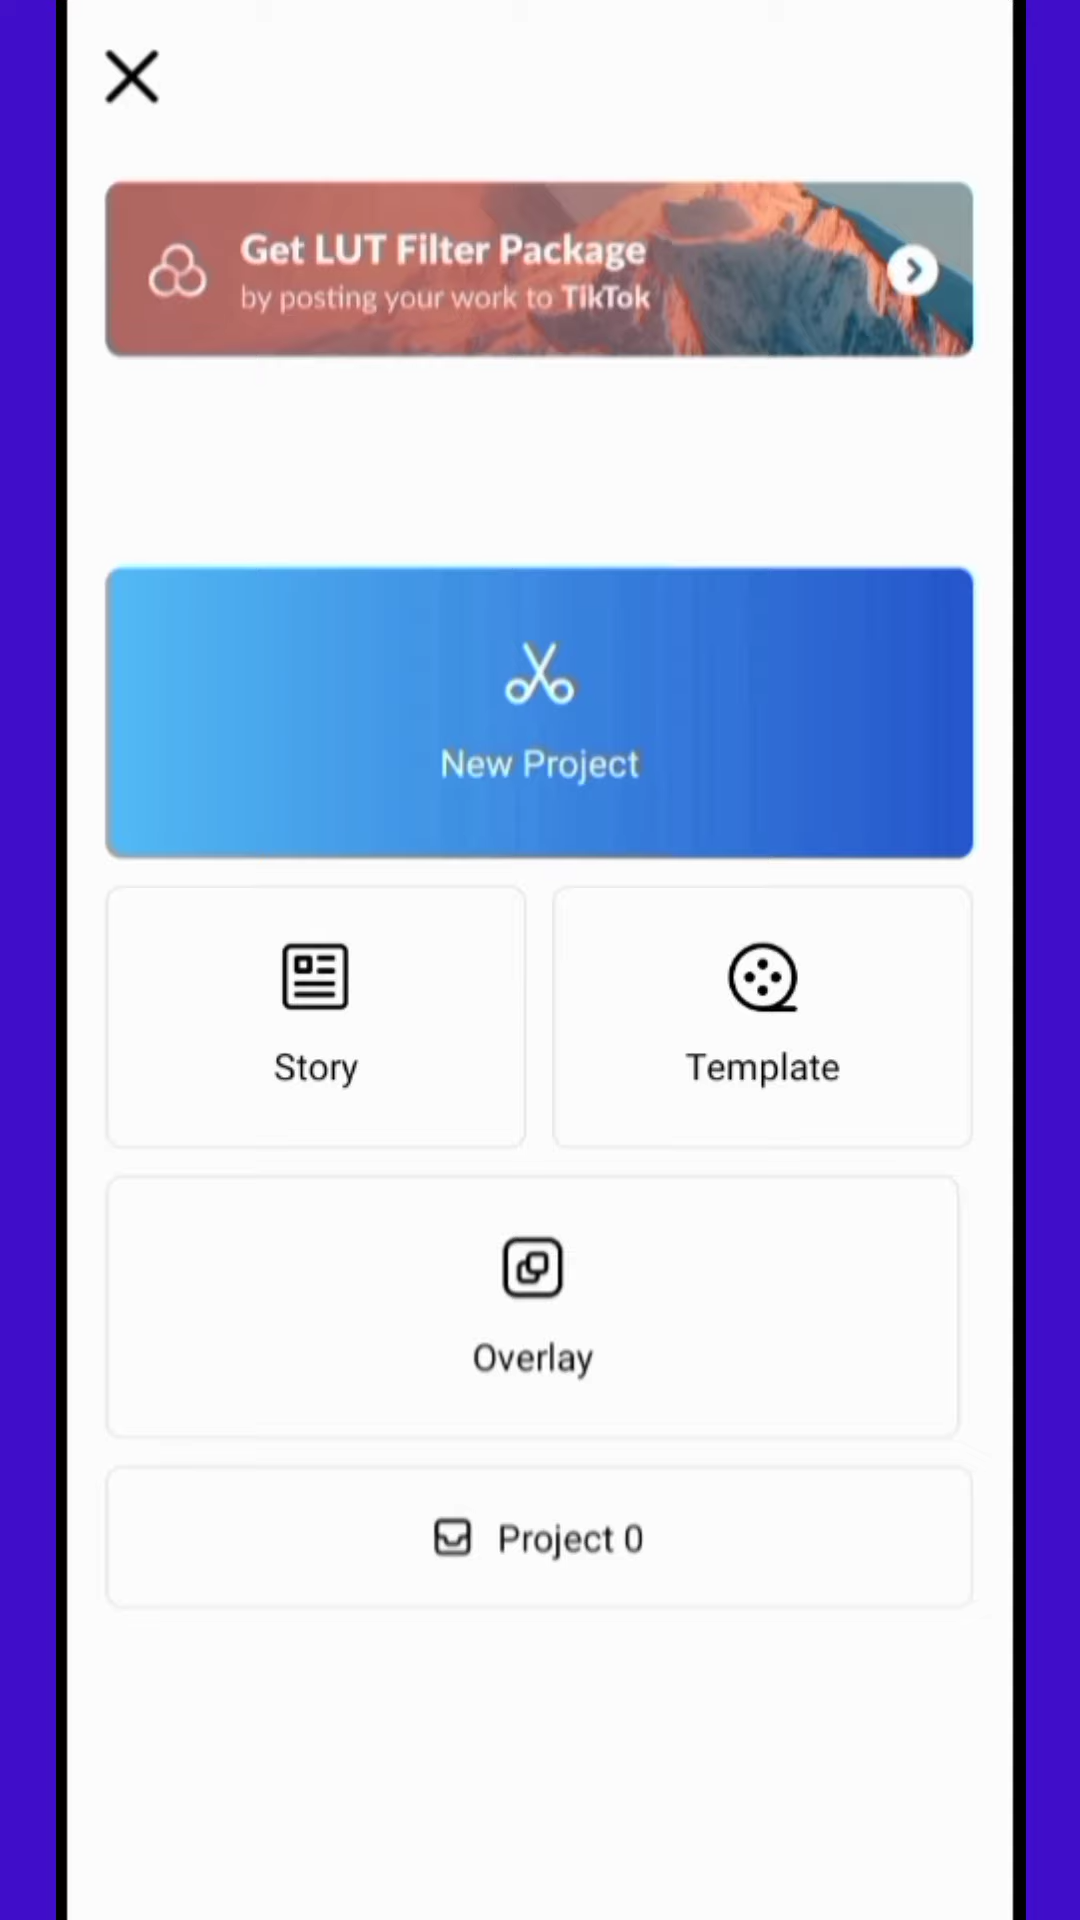 Get LUT Filter Package
by posting your work to TikTok
New Project
Story
Template
Overlay
Project 0